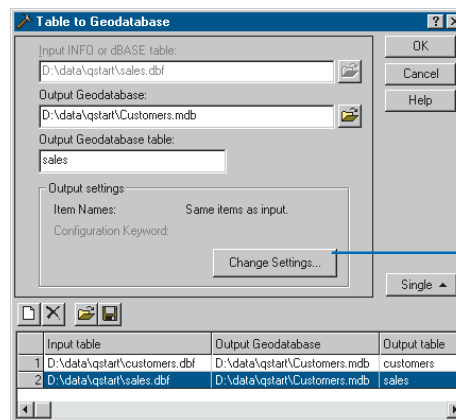 Table to Geodatabase
Input INFO or dBASE table:
D:\data\qstart\sales.dbf
Output Geodatabase:
D:\data\qstart\Customers.mdb
Output Geodatabase table:
sales
Output settings
Item Names: Same items as input.
Configuration Keyword:
Change Settings...
OK
Cancel
Help
Single
Input table Output Geodatabase Output table
1 D:\data\qstart\customers.dbf D:\data\qstart\Customers.mdb customers
2 D:\data\qstart\sales.dbf D:\data\qstart\Customers.mdb sales